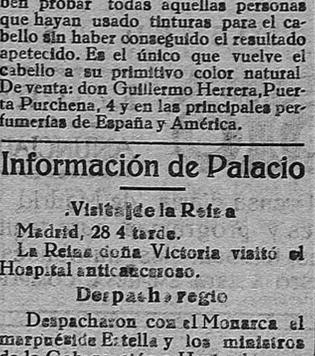 ben probar todas aquellas personas
que hayan usado tinturas para el ca-
bello sin haber conseguido el resultado
apetecido. Es el único que vuelve el
cabello a su primitivo color natural
De venta: don Guillermo Herrera, Puer-
ta Purchena, 4 y en las principales per-
fumerías de España y América.
Información de Palacio
Visita de la Reina
Madrid, 28 4 tarde.
La Reina doña Victoria visitó el
Hospital anticanceroso.
Despacho regio
Despacharon con el Monarca el
marpués de Estella y los ministros